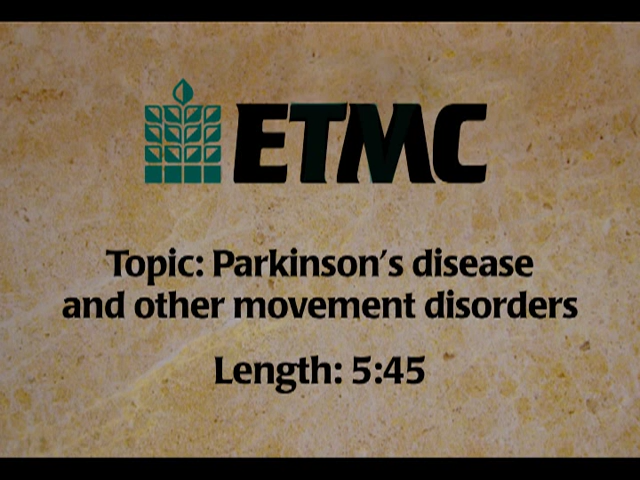 ETMC
Topic: Parkinson's disease
and other movement disorders
Length: 5:45